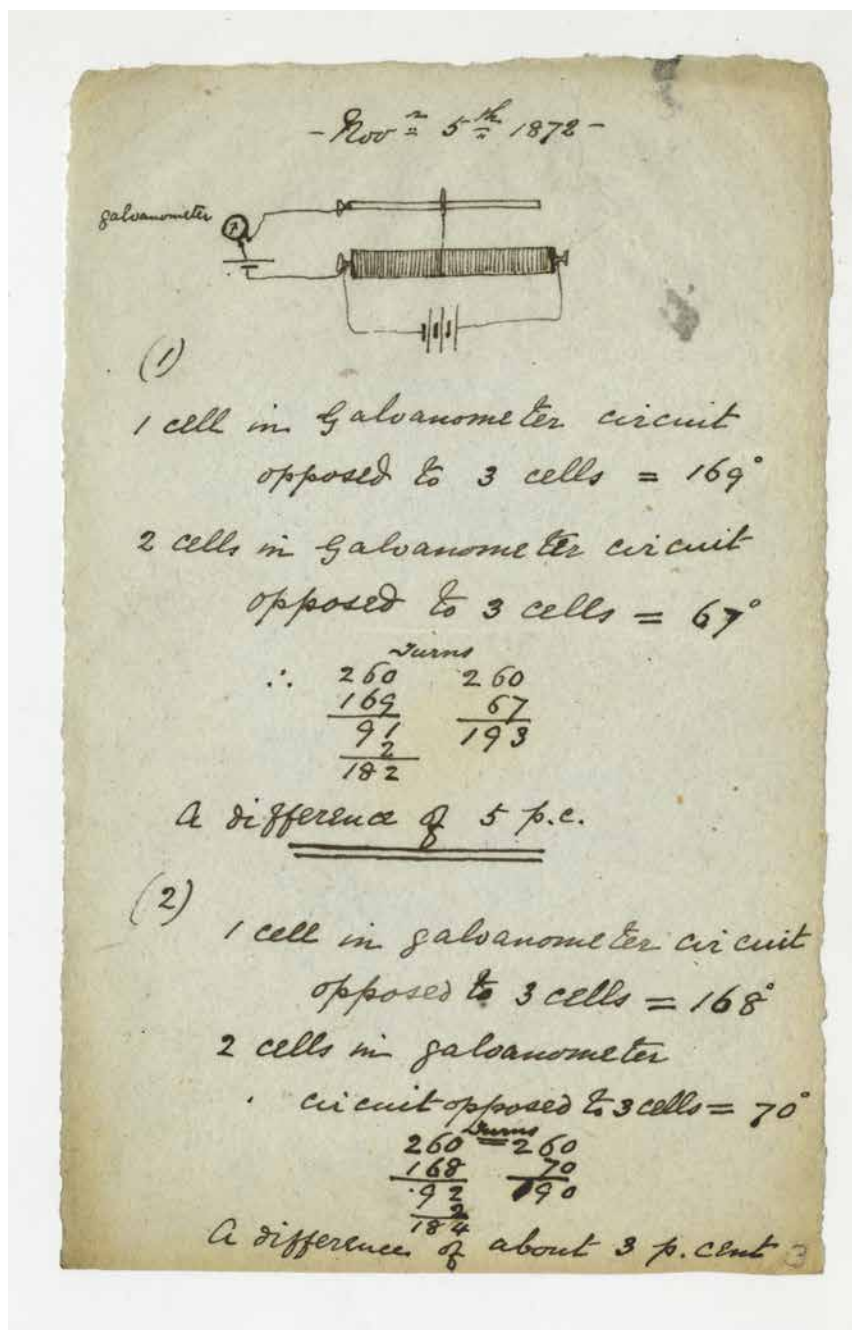 - Novr 5th 1872 -
galvanometer
(1)
1 cell in Galvanometer circuit
opposed to 3 cells = 169°
2 cells in Galvanometer circuit
opposed to 3 cells = 67°
Turns
∴ 260 260
169 67
91 193
2
182
A difference of 5 p.c.
(2)
1 cell in galvanometer circuit
opposed to 3 cells = 168°
2 cells in galvanometer
circuit opposed to 3 cells = 70°
Turns
260 260
168 70
92 190
2
184
A difference of about 3 p. cent
3